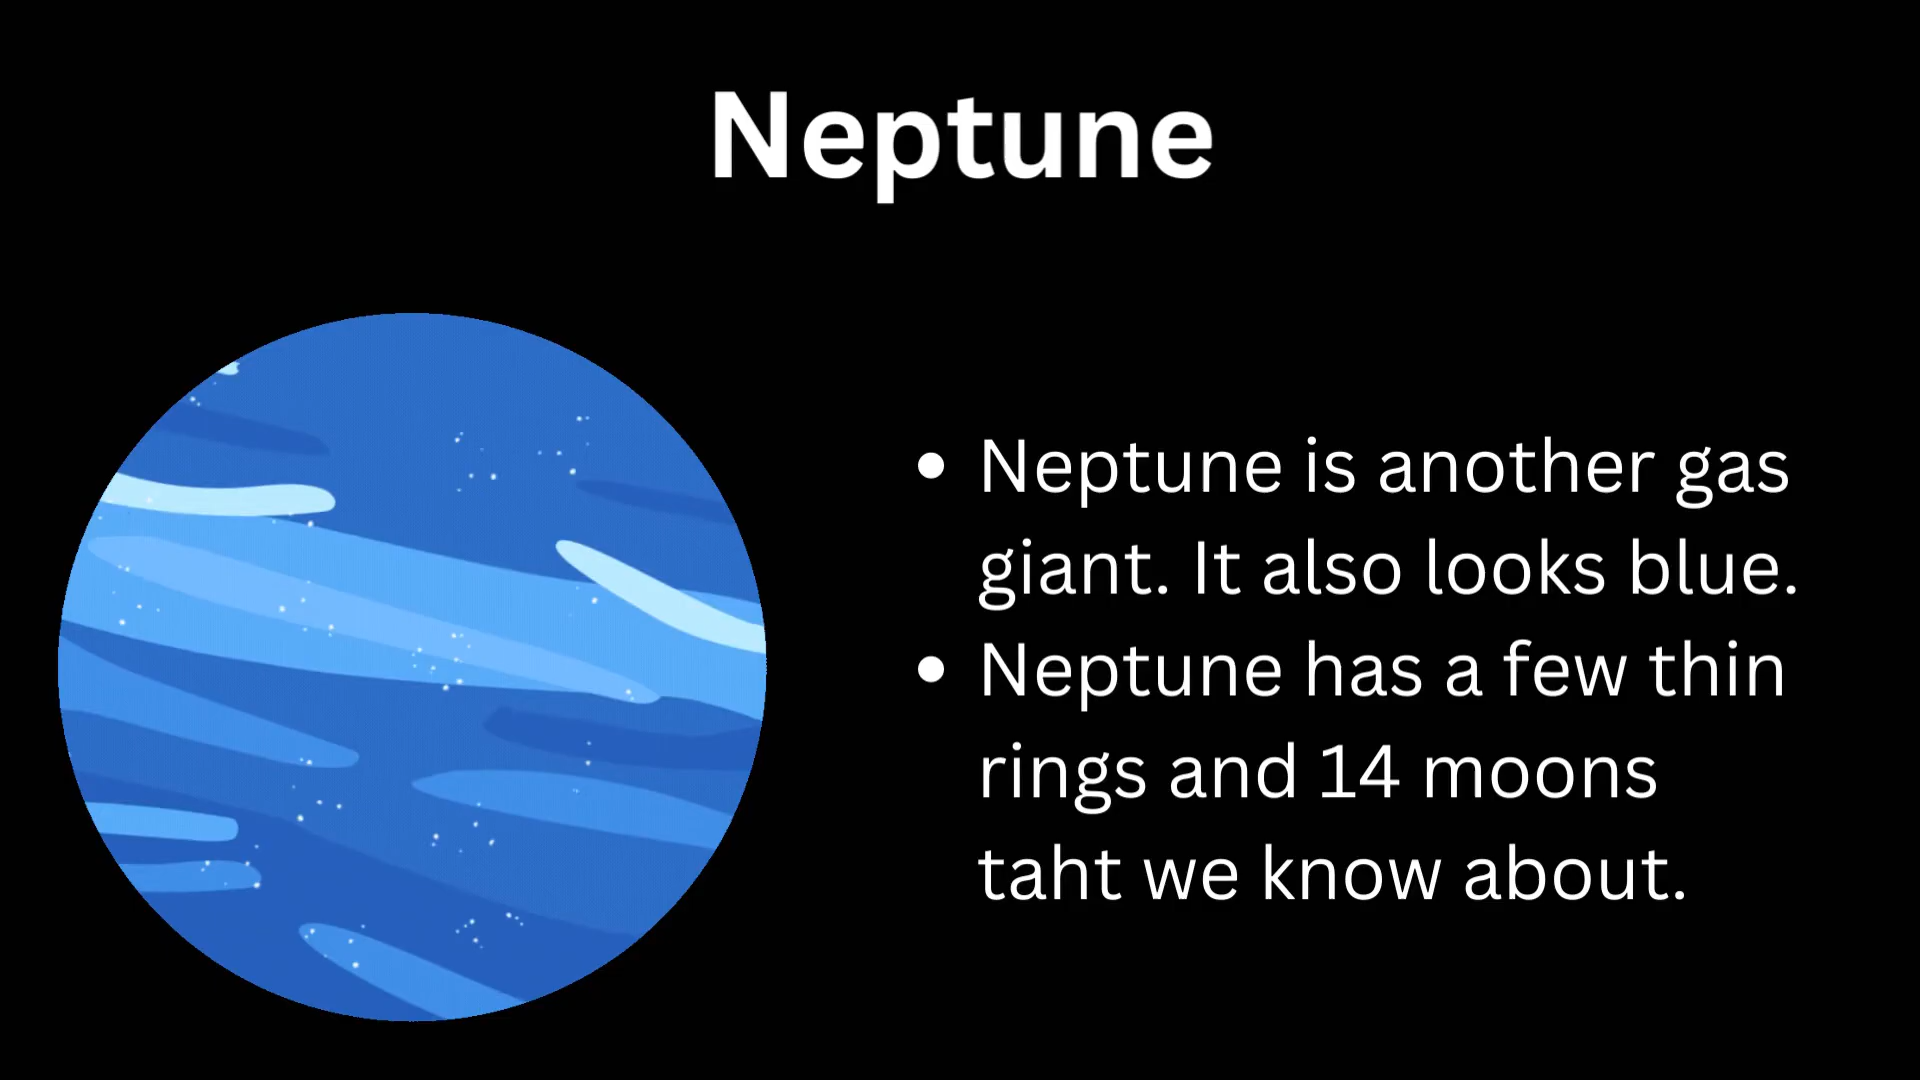 Neptune
• Neptune is another gas
giant. It also looks blue.
• Neptune has a few thin
rings and 14 moons
taht we know about.